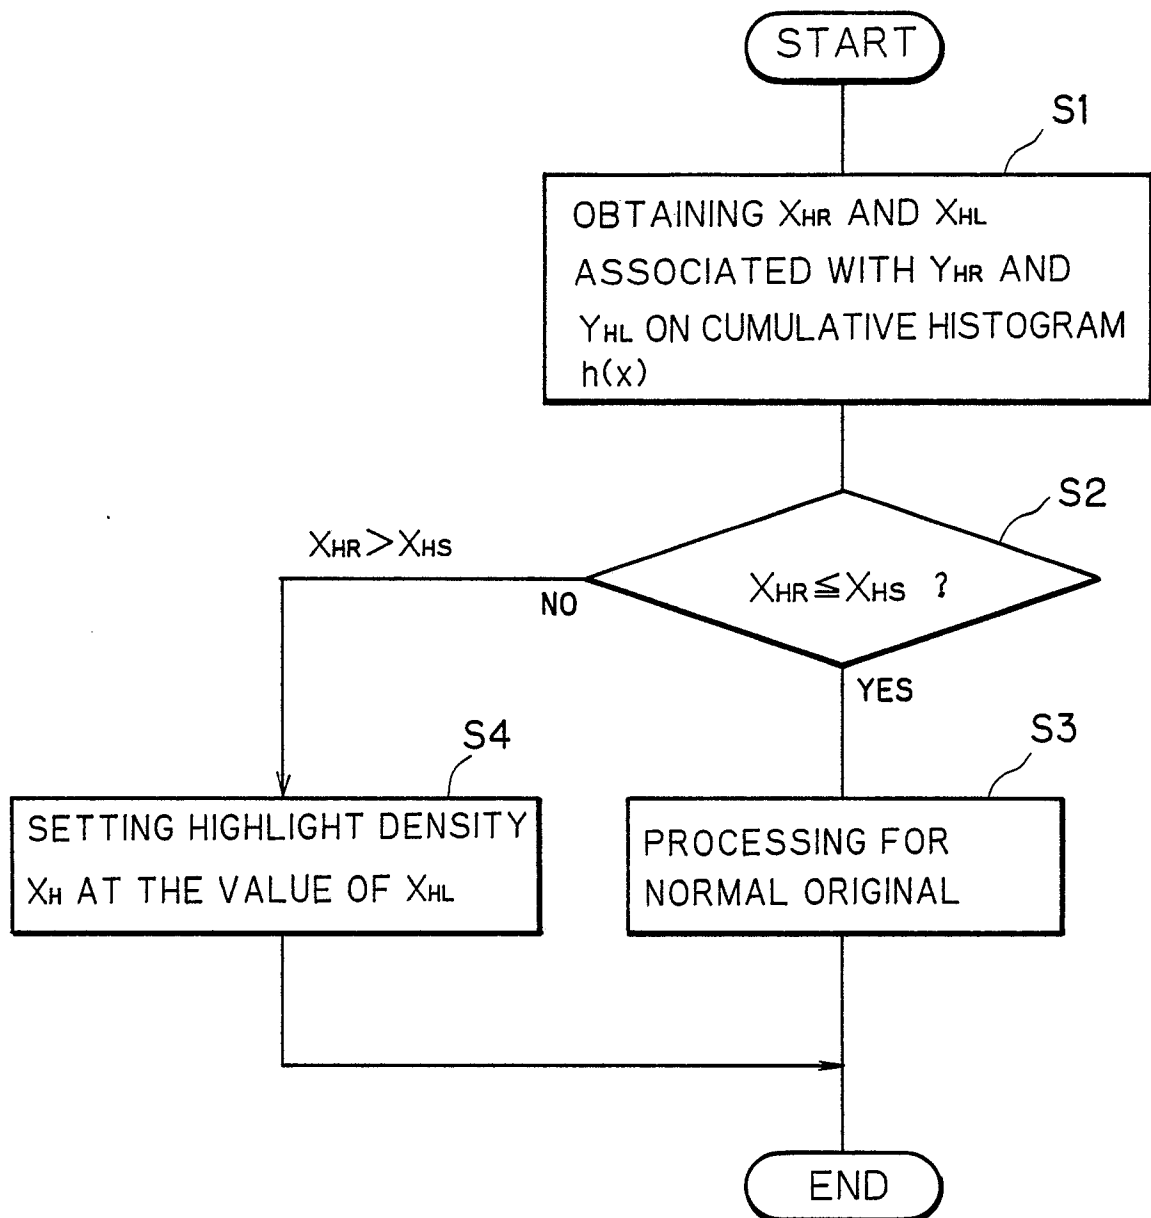 START
S1
OBTAINING XHR AND XHL
ASSOCIATED WITH YHR AND
YHL ON CUMULATIVE HISTOGRAM
h(x)
S2
XHR>XHS
XHR≦XHS ?
NO
YES
S4
S3
SETTING HIGHLIGHT DENSITY
XH AT THE VALUE OF XHL
PROCESSING FOR
NORMAL ORIGINAL
END